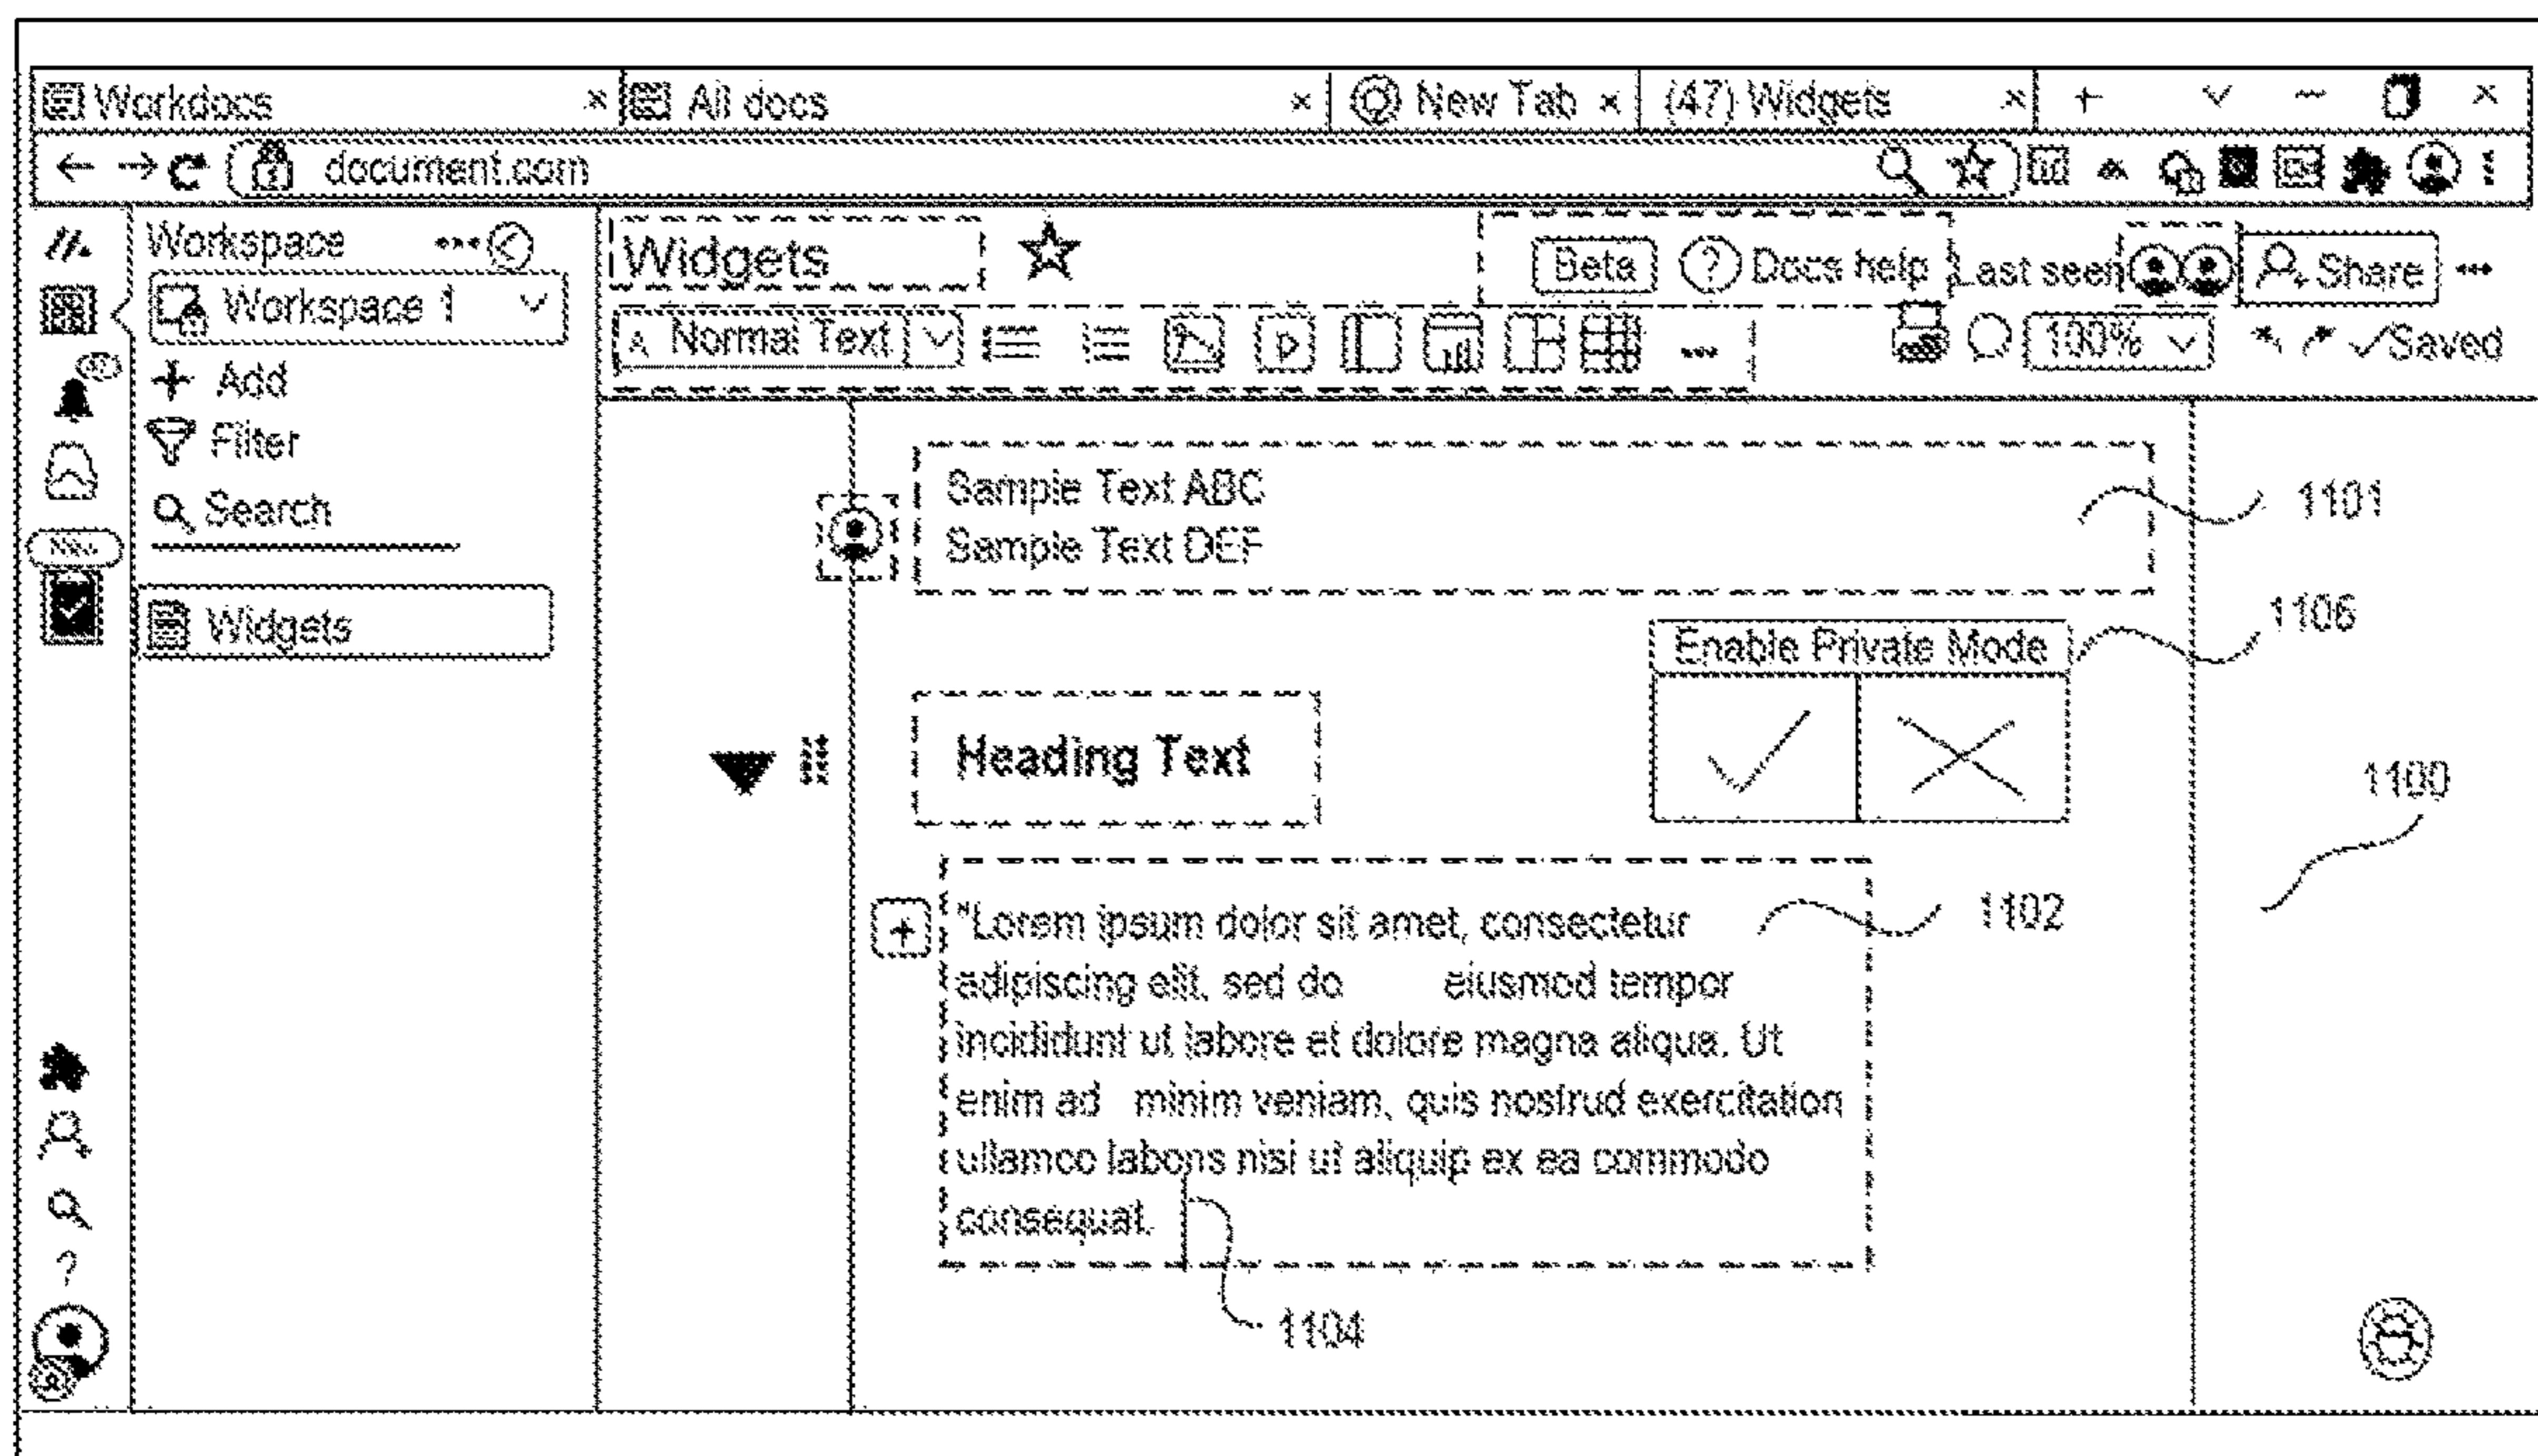 Workdocs × All docs × New Tab × (47) Widgets × +
document.com
Workspace
Workspace 1
Add
Filter
Search
Widgets
Widgets
Beta ? Docs help Last seen Share
A Normal Text 100% Saved
Sample Text ABC
Sample Text DEF
1101
1106
Enable Private Mode
Heading Text
1100
1102
"Lorem ipsum dolor sit amet, consectetur
adipiscing elit, sed do eiusmod tempor
incididunt ut labore et dolore magna aliqua. Ut
enim ad minim veniam, quis nostrud exercitation
ullamco laboris nisi ut aliquip ex ea commodo
consequat.
1104
?